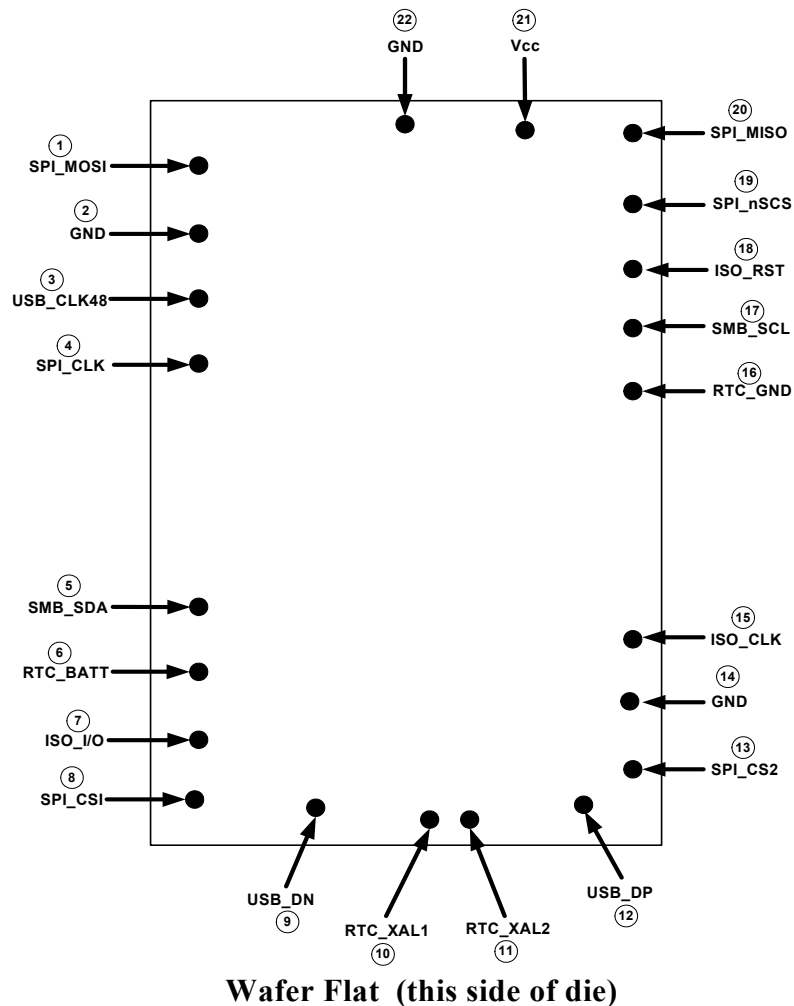 22
GND
21
Vcc
1
SPI_MOSI
2
GND
3
USB_CLK48
4
SPI_CLK
5
SMB_SDA
6
RTC_BATT
7
ISO_I/O
8
SPI_CSI
20
SPI_MISO
19
SPI_nSCS
18
ISO_RST
17
SMB_SCL
16
RTC_GND
15
ISO_CLK
14
GND
13
SPI_CS2
USB_DN
9
RTC_XAL1
10
RTC_XAL2
11
USB_DP
12
Wafer Flat (this side of die)